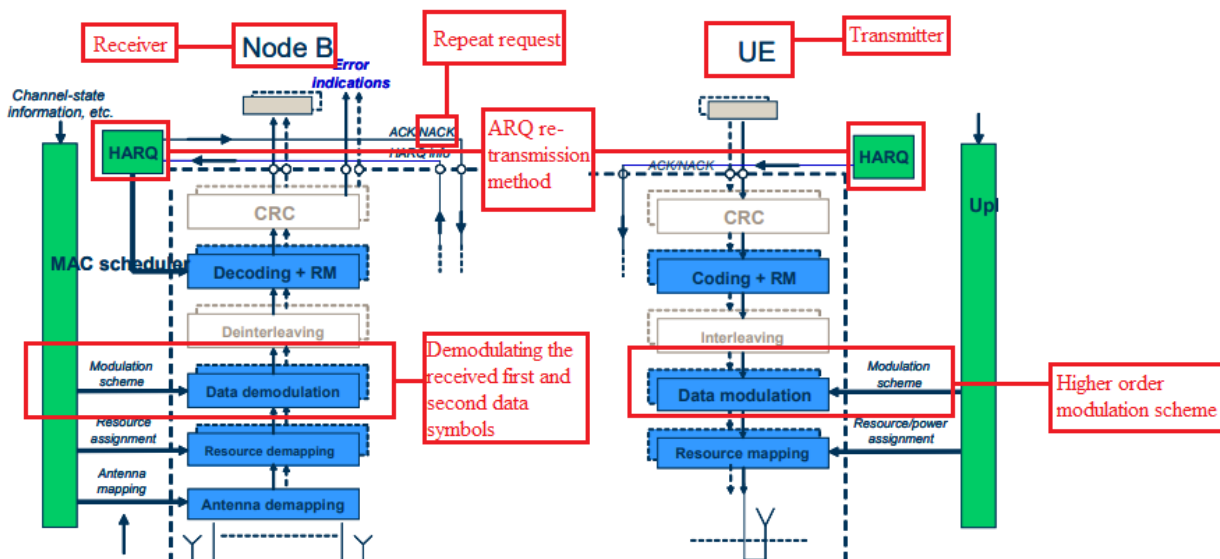 Receiver
Node B
Repeat request
UE
Transmitter
Error
indications
Channel-state
information, etc.
HARQ
ACK/NACK
HARQ info
ARQ re-
transmission
method
ACK/NACK
HARQ
CRC
CRC
Upl
MAC scheduler
Decoding + RM
Coding + RM
Deinterleaving
Interleaving
Demodulating the
received first and
second data
symbols
Modulation
scheme
Data demodulation
Modulation
scheme
Data modulation
Higher order
modulation scheme
Resource
assignment
Resource demapping
Resource/power
assignment
Resource mapping
Antenna
mapping
Antenna demapping